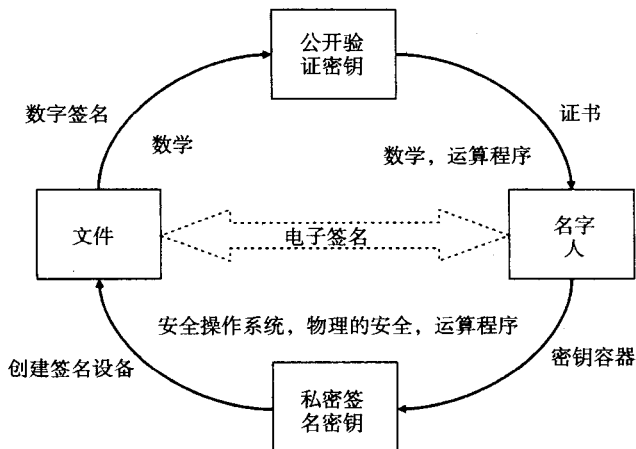 公开验
证密钥
数字签名
证书
数学
数学，运算程序
文件
电子签名
名字
人
安全操作系统，物理的安全，运算程序
创建签名设备
密钥容器
私密签
名密钥